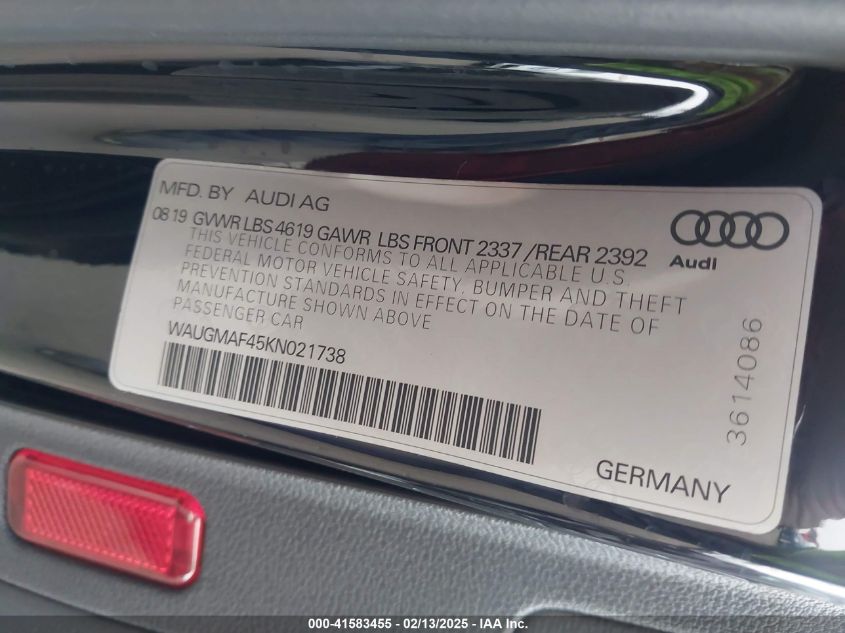 MFD. BY AUDI AG
08 19 GVWR LBS 4619 GAWR LBS FRONT 2337 /REAR 2392
THIS VEHICLE CONFORMS TO ALL APPLICABLE U.S
FEDERAL MOTOR VEHICLE SAFETY, BUMPER AND THEFT
PREVENTION STANDARDS IN EFFECT ON THE DATE OF
MANUFACTURE SHOWN ABOVE
PASSENGER CAR
WAUGMAF45KN021738
Audi
3614086
GERMANY
000-41583455 - 02/13/2025 - IAA Inc.